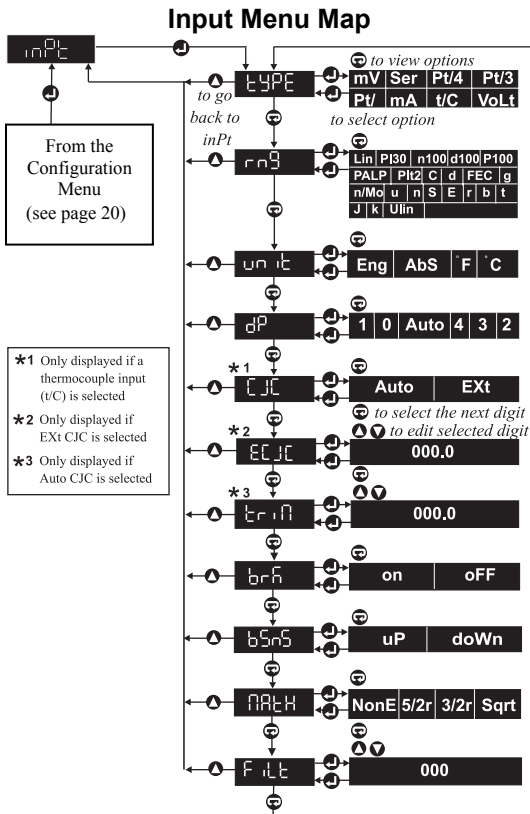 Input Menu Map
inPt
tYPE
to view options
mV Ser Pt/4 Pt/3
Pt/ mA t/C VoLt
to select option
to go
back to
inPt
From the
Configuration
Menu
(see page 20)
rng
Lin Pl30 n100 d100 P100
PALP Plt2 C d FEC g
n/Mo u n S E r b t
J k Ulin
unit
Eng AbS °F °C
dP
1 0 Auto 4 3 2
*1 Only displayed if a
thermocouple input
(t/C) is selected
*2 Only displayed if
EXt CJC is selected
*3 Only displayed if
Auto CJC is selected
*1
CJC
Auto EXt
to select the next digit
to edit selected digit
*2
ECJC
000.0
*3
triM
000.0
brk
on oFF
bSnS
uP doWn
MAtH
NonE 5/2r 3/2r Sqrt
FiLt
000